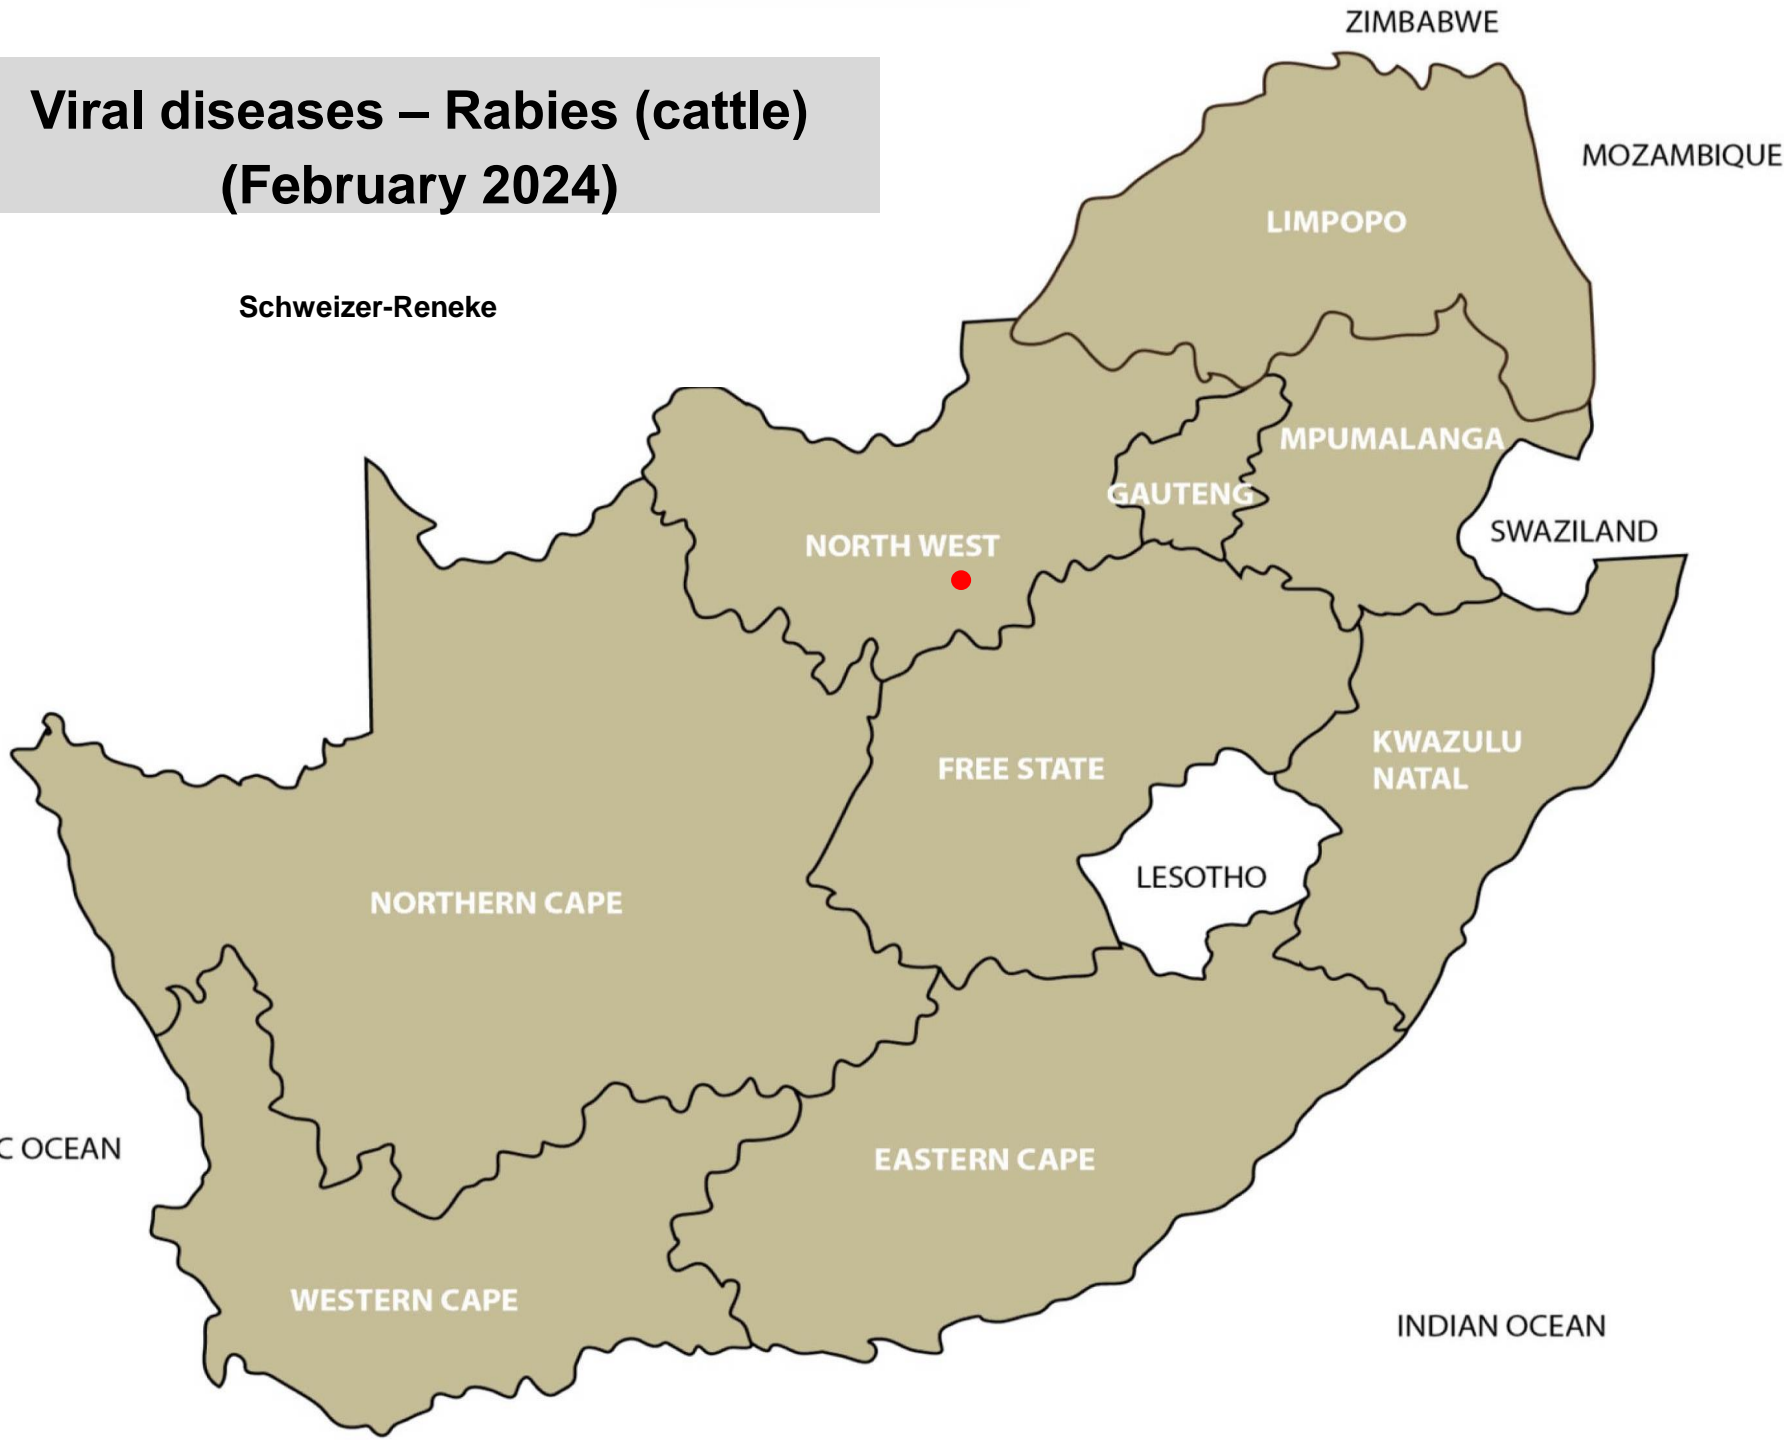 ZIMBABWE
Viral diseases – Rabies (cattle)
(February 2024)
MOZAMBIQUE
LIMPOPO
Schweizer-Reneke
MPUMALANGA
GAUTENG
SWAZILAND
NORTH WEST
KWAZULU
NATAL
FREE STATE
LESOTHO
NORTHERN CAPE
C OCEAN
EASTERN CAPE
WESTERN CAPE
INDIAN OCEAN